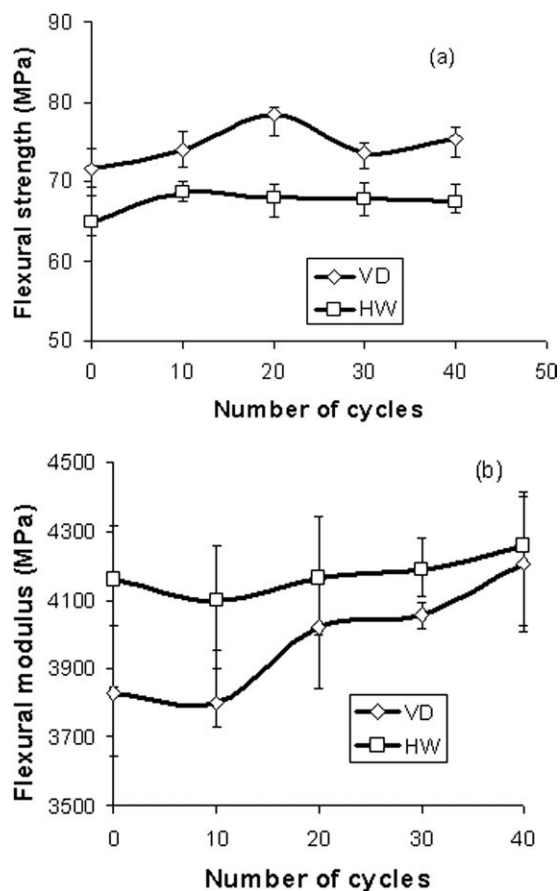 (a)
Flexural strength (MPa)
90
80
70
60
50
VD
HW
0 10 20 30 40 50
Number of cycles
(b)
Flexural modulus (MPa)
4500
4300
4100
3900
3700
3500
VD
HW
0 10 20 30 40
Number of cycles